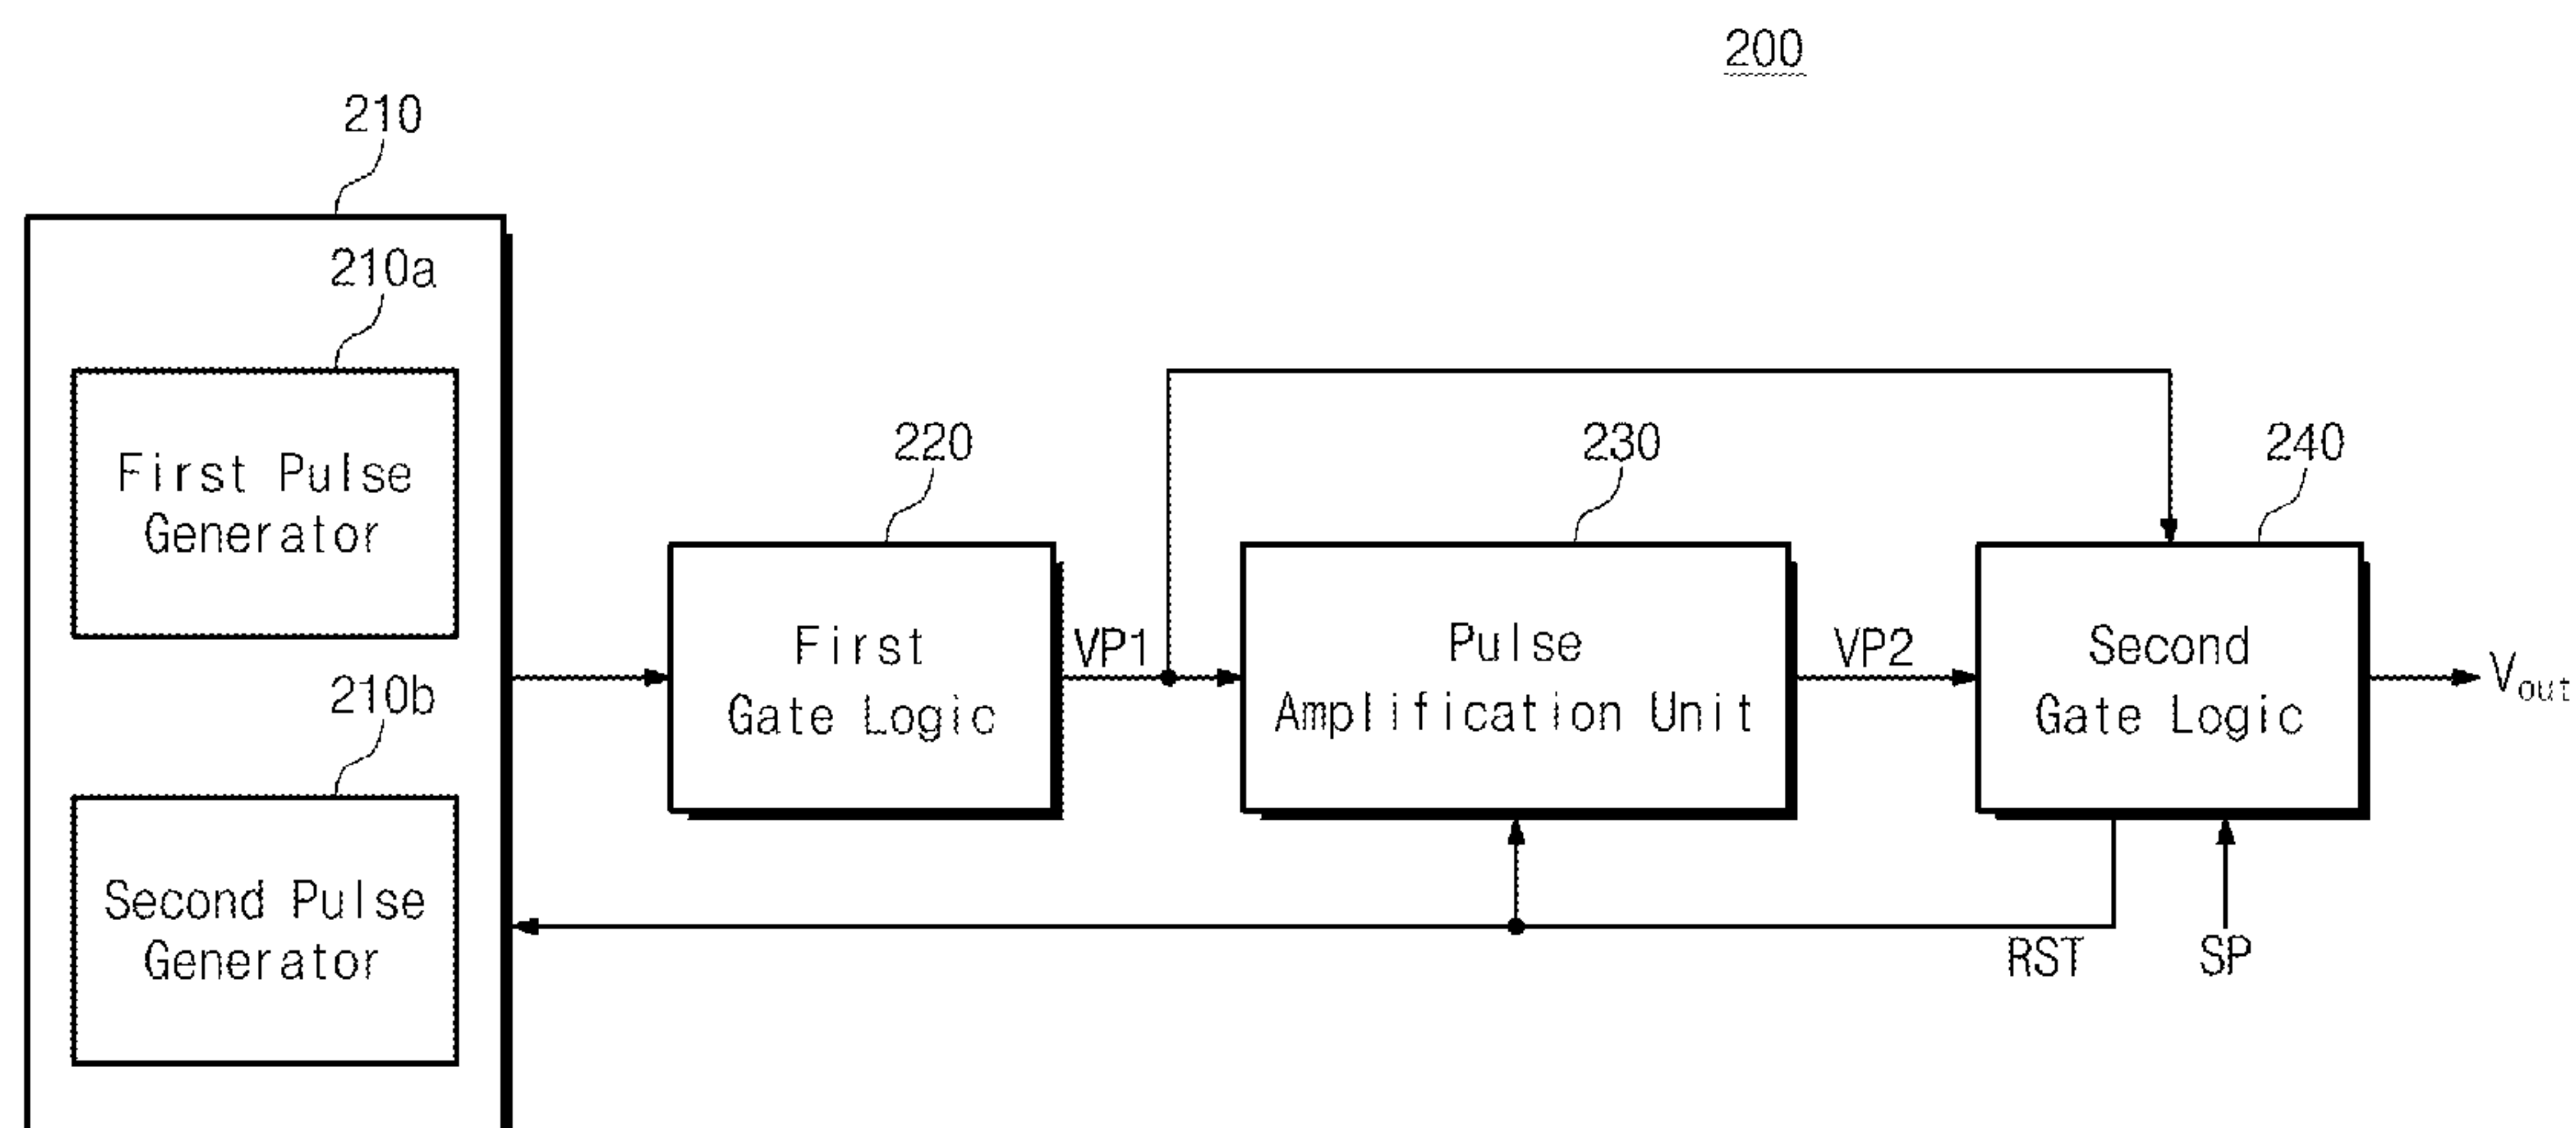 200
210
210a
First Pulse
Generator
210b
Second Pulse
Generator
220
First
Gate Logic
VP1
230
Pulse
Amplification Unit
VP2
240
Second
Gate Logic
Vout
RST
SP